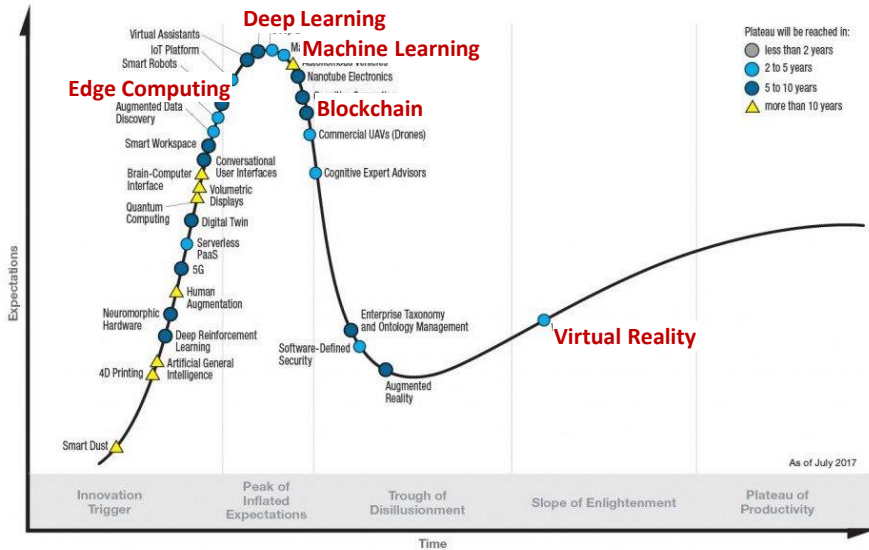 Deep Learning
Virtual Assistants
IoT Platform
Machine Learning
Smart Robots
Edge Computing
Nanotube Electronics
Augmented Data
Discovery
Blockchain
Commercial UAVs (Drones)
Smart Workspace
Conversational
User Interfaces
Brain-Computer
Interface
Cognitive Expert Advisors
Volumetric
Displays
Quantum
Computing
Digital Twin
Serverless
PaaS
5G
Human
Augmentation
Neuromorphic
Hardware
Deep Reinforcement
Learning
4D Printing
Artificial General
Intelligence
Smart Dust
Enterprise Taxonomy
and Ontology Management
Software-Defined
Security
Augmented
Reality
Virtual Reality
Plateau will be reached in:
less than 2 years
2 to 5 years
5 to 10 years
more than 10 years
As of July 2017
Expectations
Innovation
Trigger
Peak of
Inflated
Expectations
Trough of
Disillusionment
Slope of Enlightenment
Plateau of
Productivity
Time